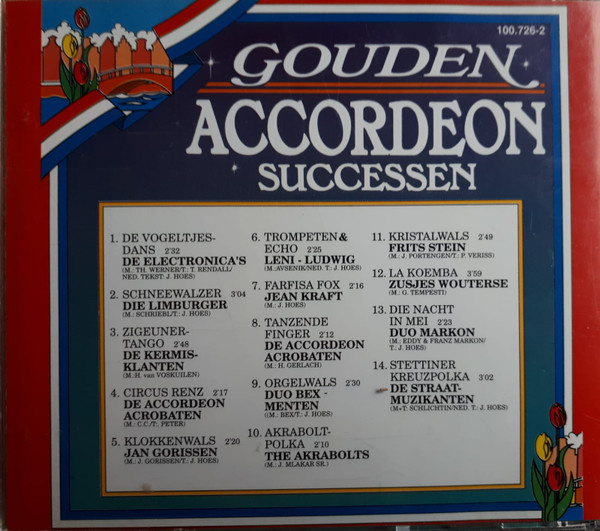 100.726-2
GOUDEN
ACCORDEON
SUCCESSEN
1. DE VOGELTJES-
DANS 2'32
DE ELECTRONICA'S
(M.: TH. WERNER/T.: T. RENDALL/
NED. TEKST: J. HOES)
2. SCHNEEWALZER 3'04
DIE LIMBURGER
(M.: SCHRIEBL/T.: J. HOES)
3. ZIGEUNER-
TANGO 2'48
DE KERMIS-
KLANTEN
(M.:H. van VOSKUILEN)
4. CIRCUS RENZ 2'17
DE ACCORDEON
ACROBATEN
(M.: C.C./T.: PETER)
5. KLOKKENWALS 2'20
JAN GORISSEN
(M.: J. GORISSEN/T.: J. HOES)
6. TROMPETEN &
ECHO 2'25
LENI - LUDWIG
(M.:AVSENIK/NED. T.: J. HOES)
7. FARFISA FOX 2'16
JEAN KRAFT
(M.: J. HOES)
8. TANZENDE
FINGER 2'12
DE ACCORDEON
ACROBATEN
(M.: H. GERLACH)
9. ORGELWALS 2'30
DUO BEX -
MENTEN
(M.: BEX/T.: J. HOES)
10. AKRABOLT-
POLKA 2'10
THE AKRABOLTS
(M.: J. MLAKAR SR.)
11. KRISTALWALS 2'49
FRITS STEIN
(M.: J. PORTENGEN/T.: P. VERISS)
12. LA KOEMBA 3'59
ZUSJES WOUTERSE
(M.: G. TEMPESTI)
13. DIE NACHT
IN MEI 2'23
DUO MARKON
(M.: EDDY & FRANZ MARKON/
T.: J. HOES)
14. STETTINER
KREUZPOLKA 3'02
DE STRAAT-
MUZIKANTEN
(M+T: SCHLICHTIN/NED. T.: J. HOES)